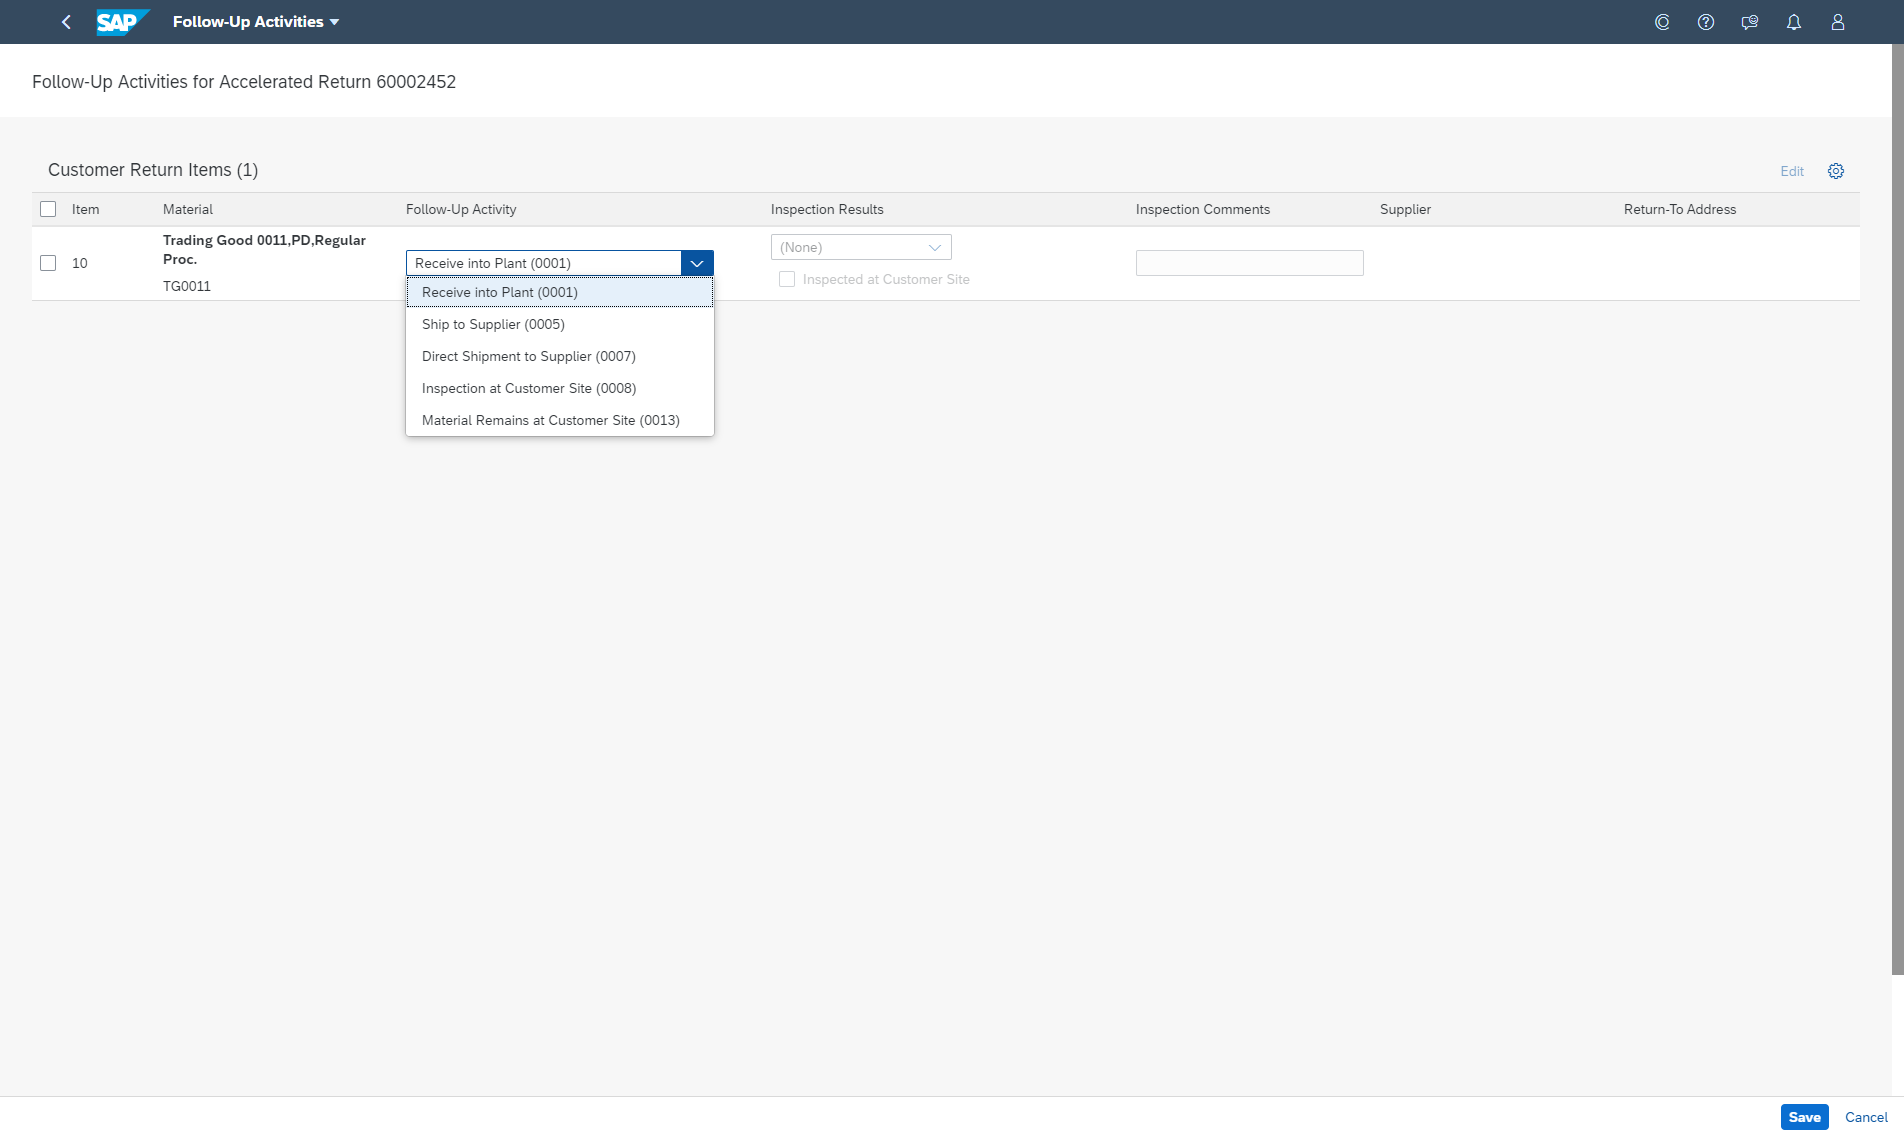 SAP
Follow-Up Activities
Follow-Up Activities for Accelerated Return 60002452
Customer Return Items (1)
Edit
Item
Material
Follow-Up Activity
Inspection Results
Inspection Comments
Supplier
Return-To Address
10
Trading Good 0011,PD,Regular
Proc.
TG0011
Receive into Plant (0001)
Receive into Plant (0001)
Ship to Supplier (0005)
Direct Shipment to Supplier (0007)
Inspection at Customer Site (0008)
Material Remains at Customer Site (0013)
(None)
Inspected at Customer Site
Save
Cancel